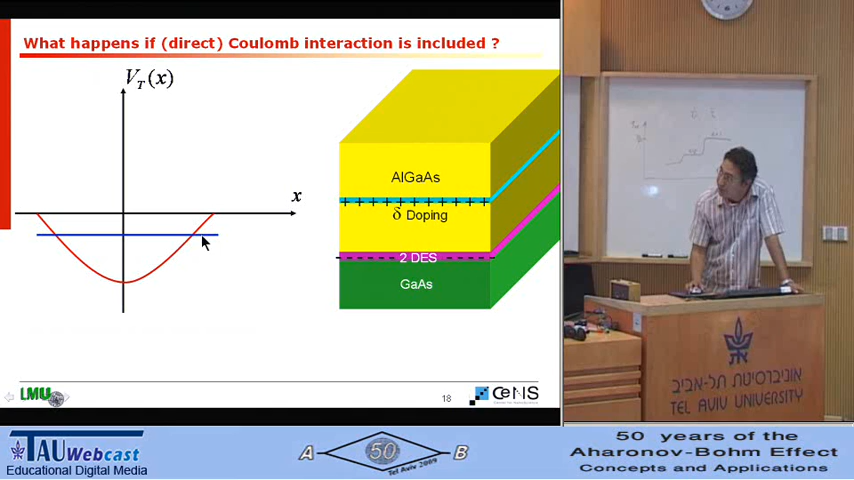 What happens if (direct) Coulomb interaction is included ?
V_T(x)
x
AlGaAs
δ Doping
2 DES
GaAs
LMU
18
CeNS
אוניברסיטת תל-אביב
TEL AVIV UNIVERSITY
TAU Webcast
Educational Digital Media
A 50 B
Tel Aviv 2009
50 years of the
Aharonov-Bohm Effect
Concepts and Applications